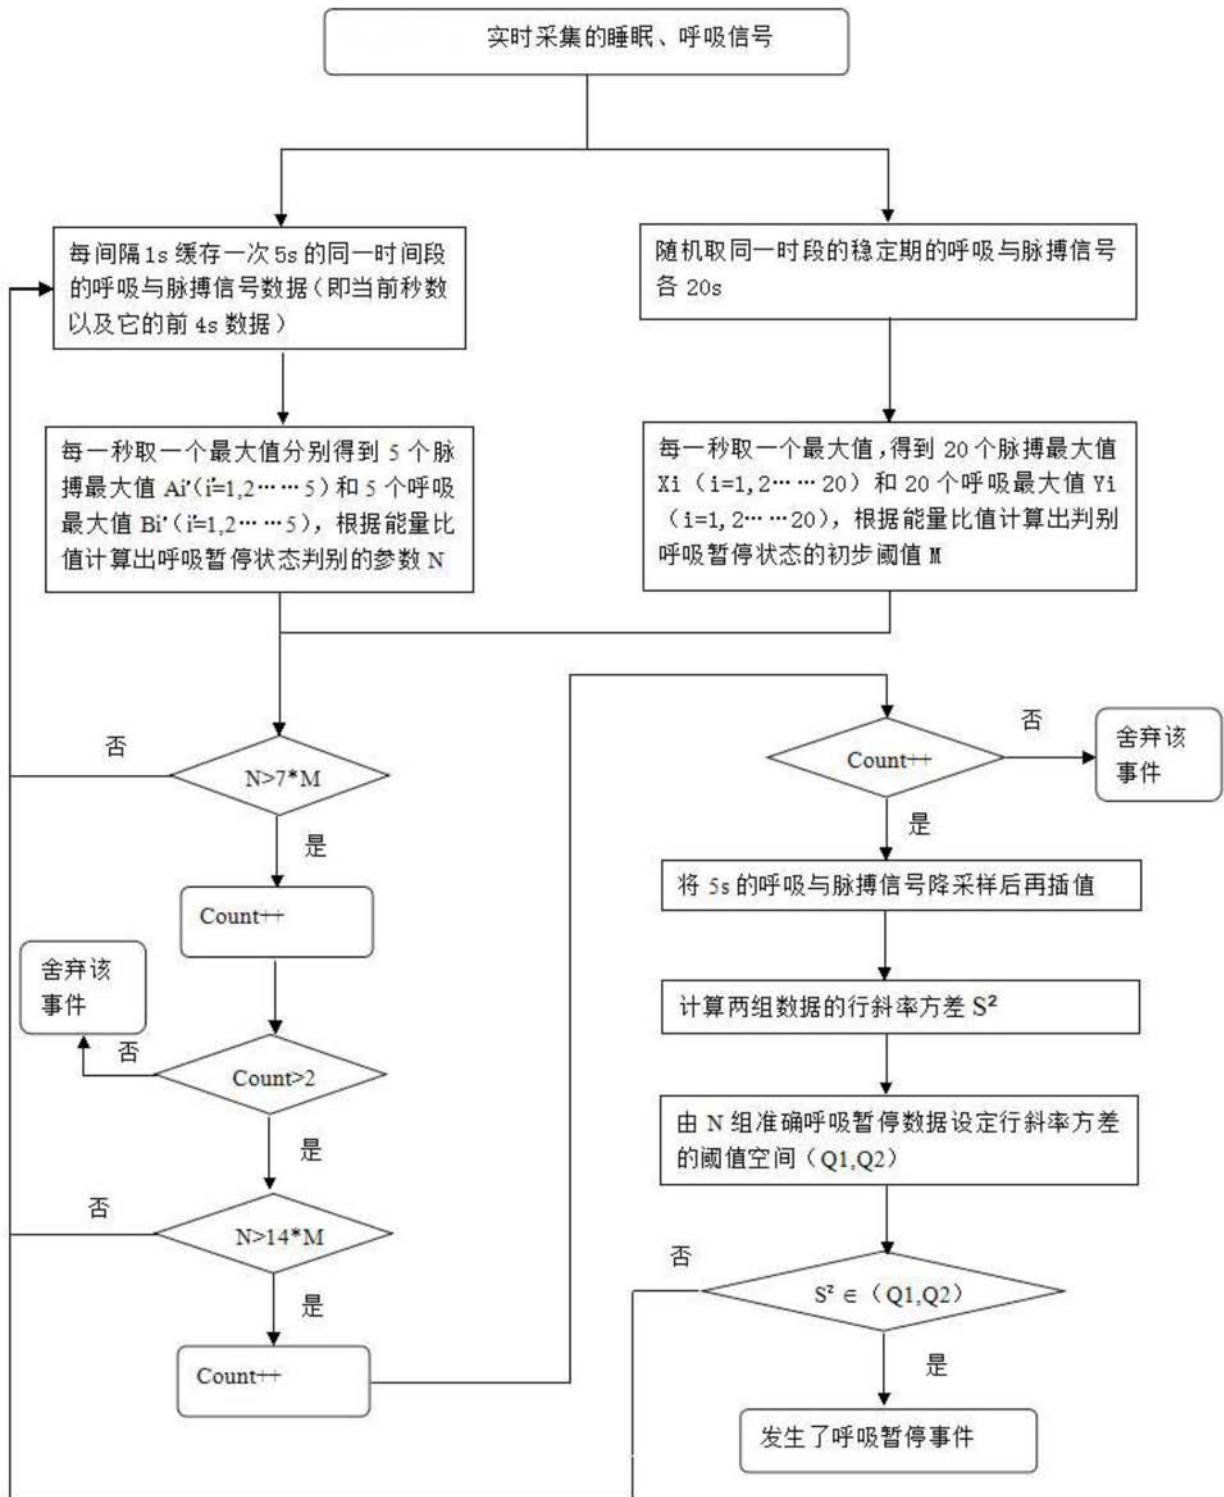 实时采集的睡眠、呼吸信号
每间隔1s缓存一次5s的同一时间段
的呼吸与脉搏信号数据（即当前秒数
以及它的前4s数据）
随机取同一时段的稳定期的呼吸与脉搏信号
各20s
每一秒取一个最大值分别得到5个脉
搏最大值 Ai'（i'=1,2……5）和5个呼吸
最大值 Bi'（i'=1,2……5），根据能量比
值计算出呼吸暂停状态判别的参数 N
每一秒取一个最大值，得到20个脉搏最大值
Xi（i=1,2……20）和20个呼吸最大值Yi
（i=1,2……20），根据能量比值计算出判别
呼吸暂停状态的初步阈值M
否
N>7*M
是
Count++
舍弃该
事件
否
Count>2
是
否
N>14*M
是
Count++
Count++
否
舍弃该
事件
是
将5s的呼吸与脉搏信号降采样后再插值
计算两组数据的行斜率方差S²
由N组准确呼吸暂停数据设定行斜率方差
的阈值空间（Q1,Q2）
否
S²∈（Q1,Q2）
是
发生了呼吸暂停事件